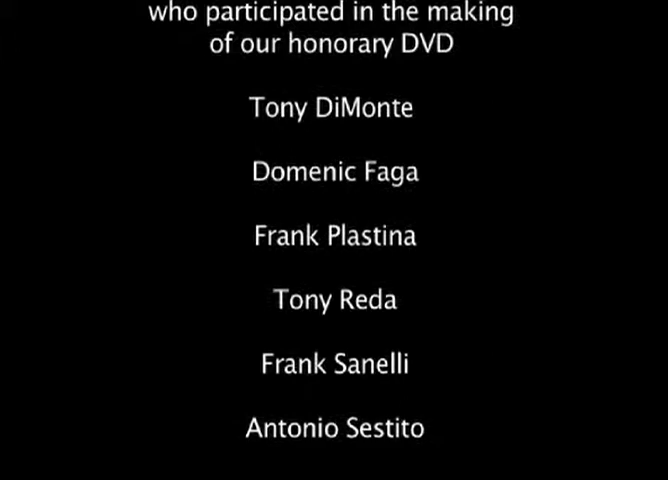 who participated in the making
of our honorary DVD
Tony DiMonte
Domenic Faga
Frank Plastina
Tony Reda
Frank Sanelli
Antonio Sestito